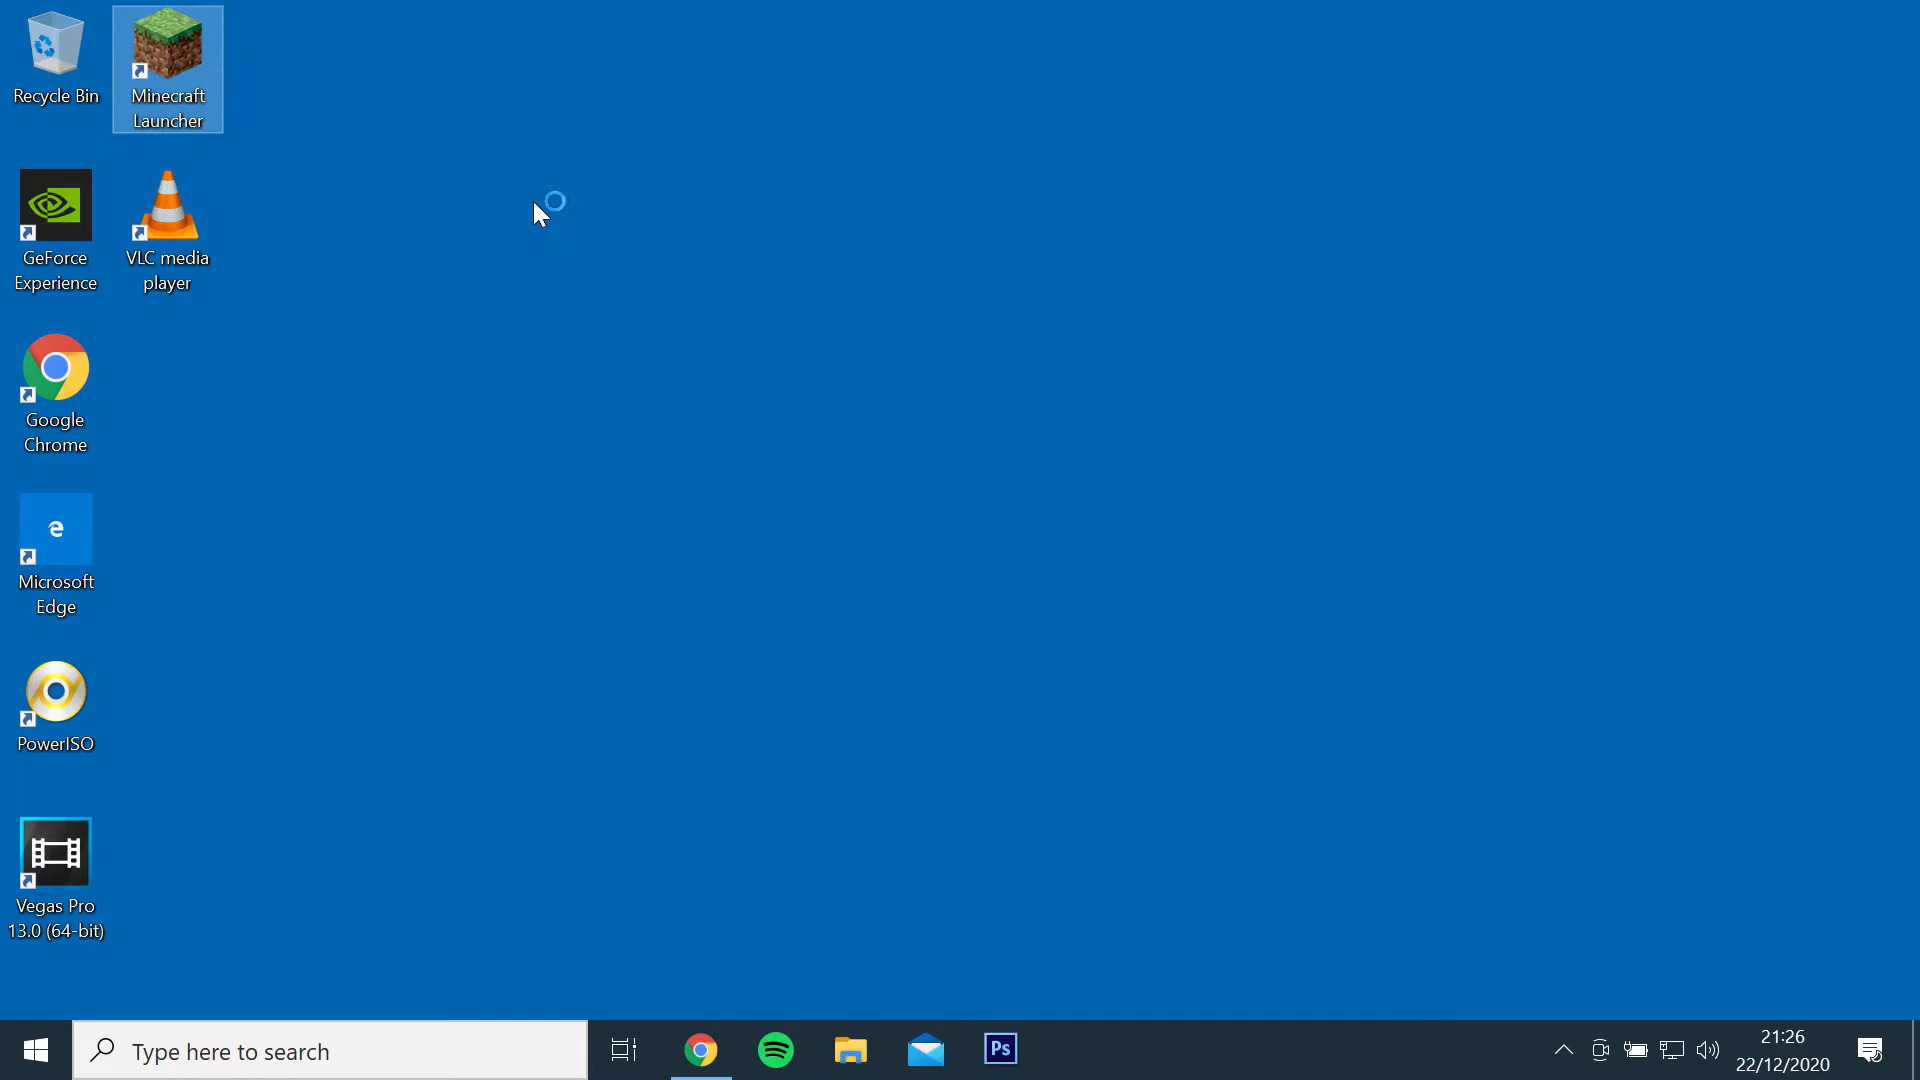 Recycle Bin
Minecraft
Launcher
GeForce
Experience
VLC media
player
Google
Chrome
e
Microsoft
Edge
PowerISO
Vegas Pro
13.0 (64-bit)
Type here to search
Ps
21:26
22/12/2020